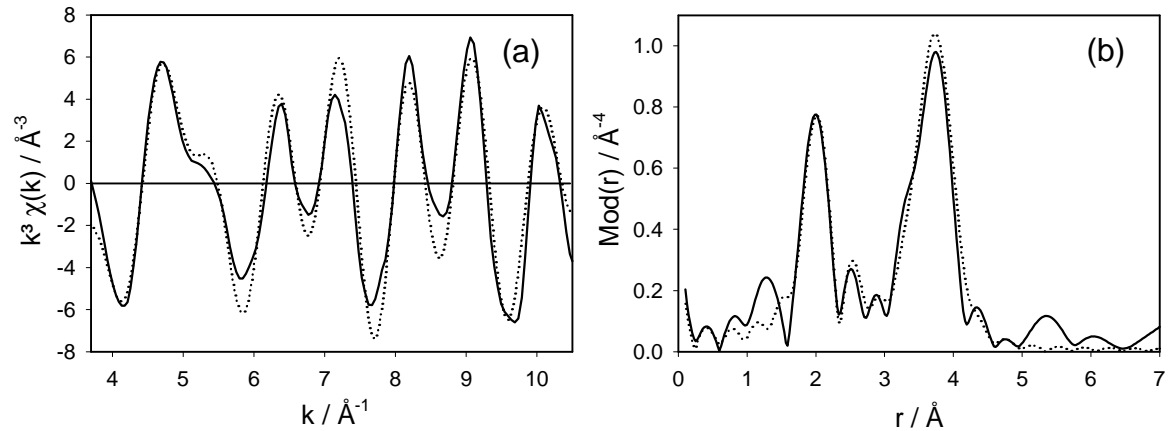 (a)
8
6
4
2
0
-2
-4
-6
-8
k³ χ(k) / Å⁻³
4 5 6 7 8 9 10
k / Å⁻¹
(b)
1.0
0.8
0.6
0.4
0.2
0.0
Mod(r) / Å⁻⁴
0 1 2 3 4 5 6 7
r / Å